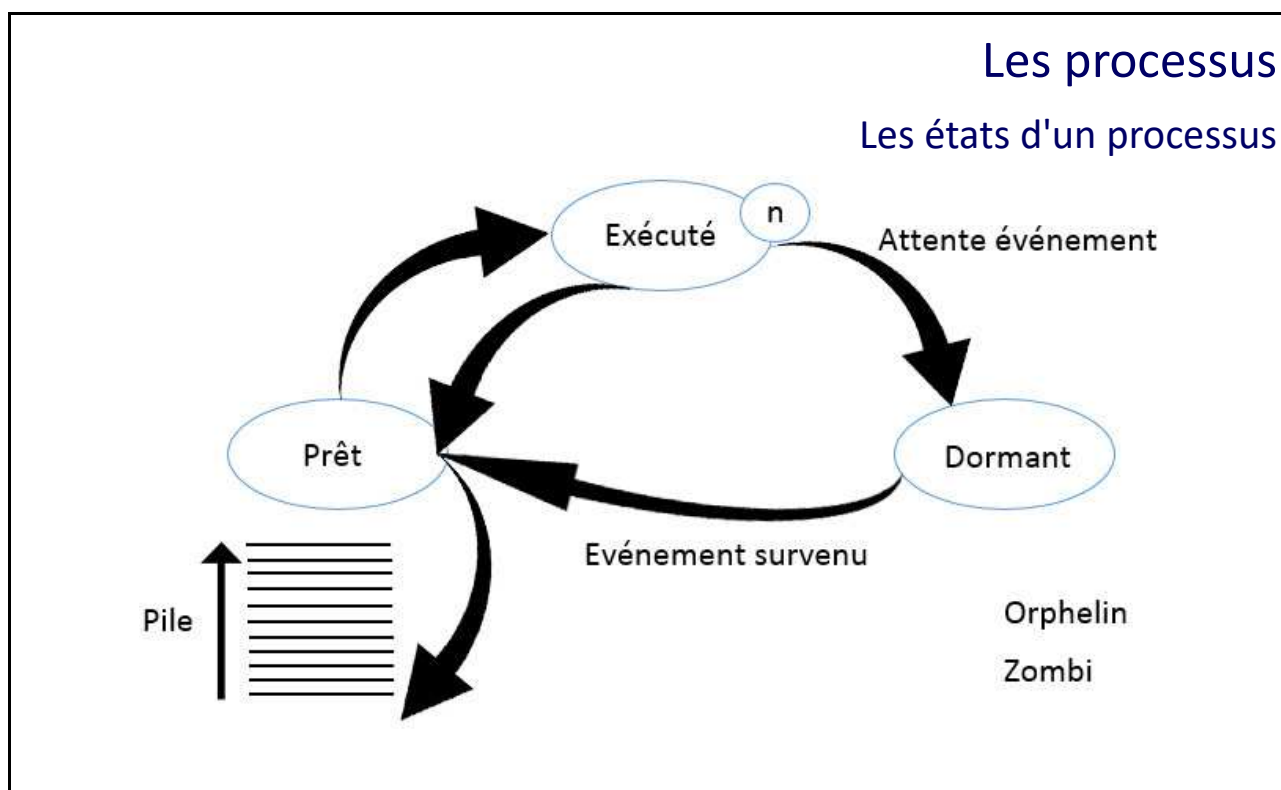 Les processus
Les états d'un processus
n
Exécuté
Attente événement
Prêt
Dormant
Evénement survenu
Pile
Orphelin
Zombi